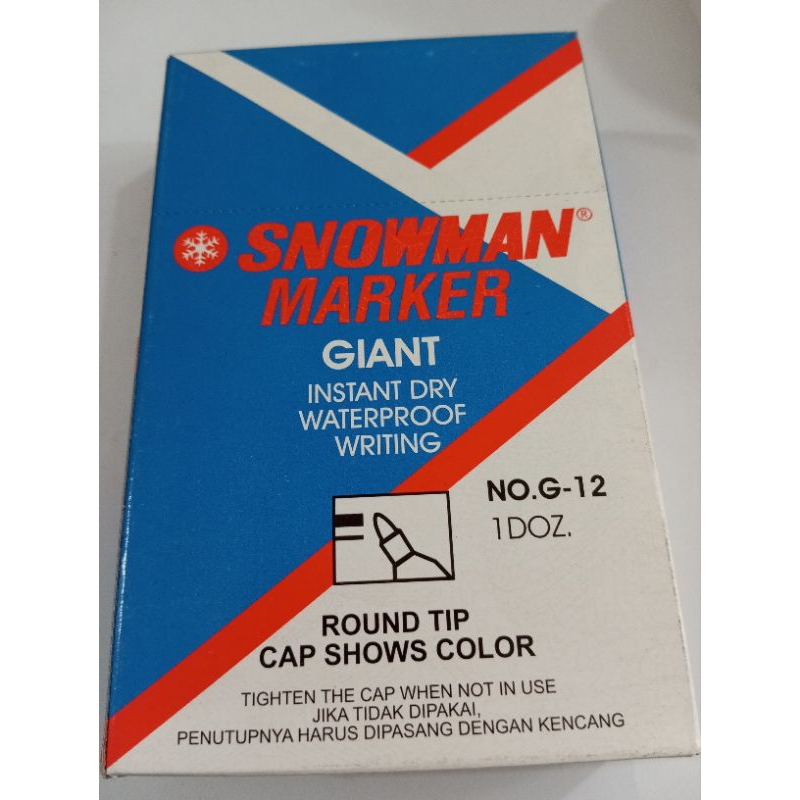 SNOWMAN®
MARKER
GIANT
INSTANT DRY
WATERPROOF
WRITING
NO.G-12
1DOZ.
ROUND TIP
CAP SHOWS COLOR
TIGHTEN THE CAP WHEN NOT IN USE
JIKA TIDAK DIPAKAI,
PENUTUPNYA HARUS DIPASANG DENGAN KENCANG